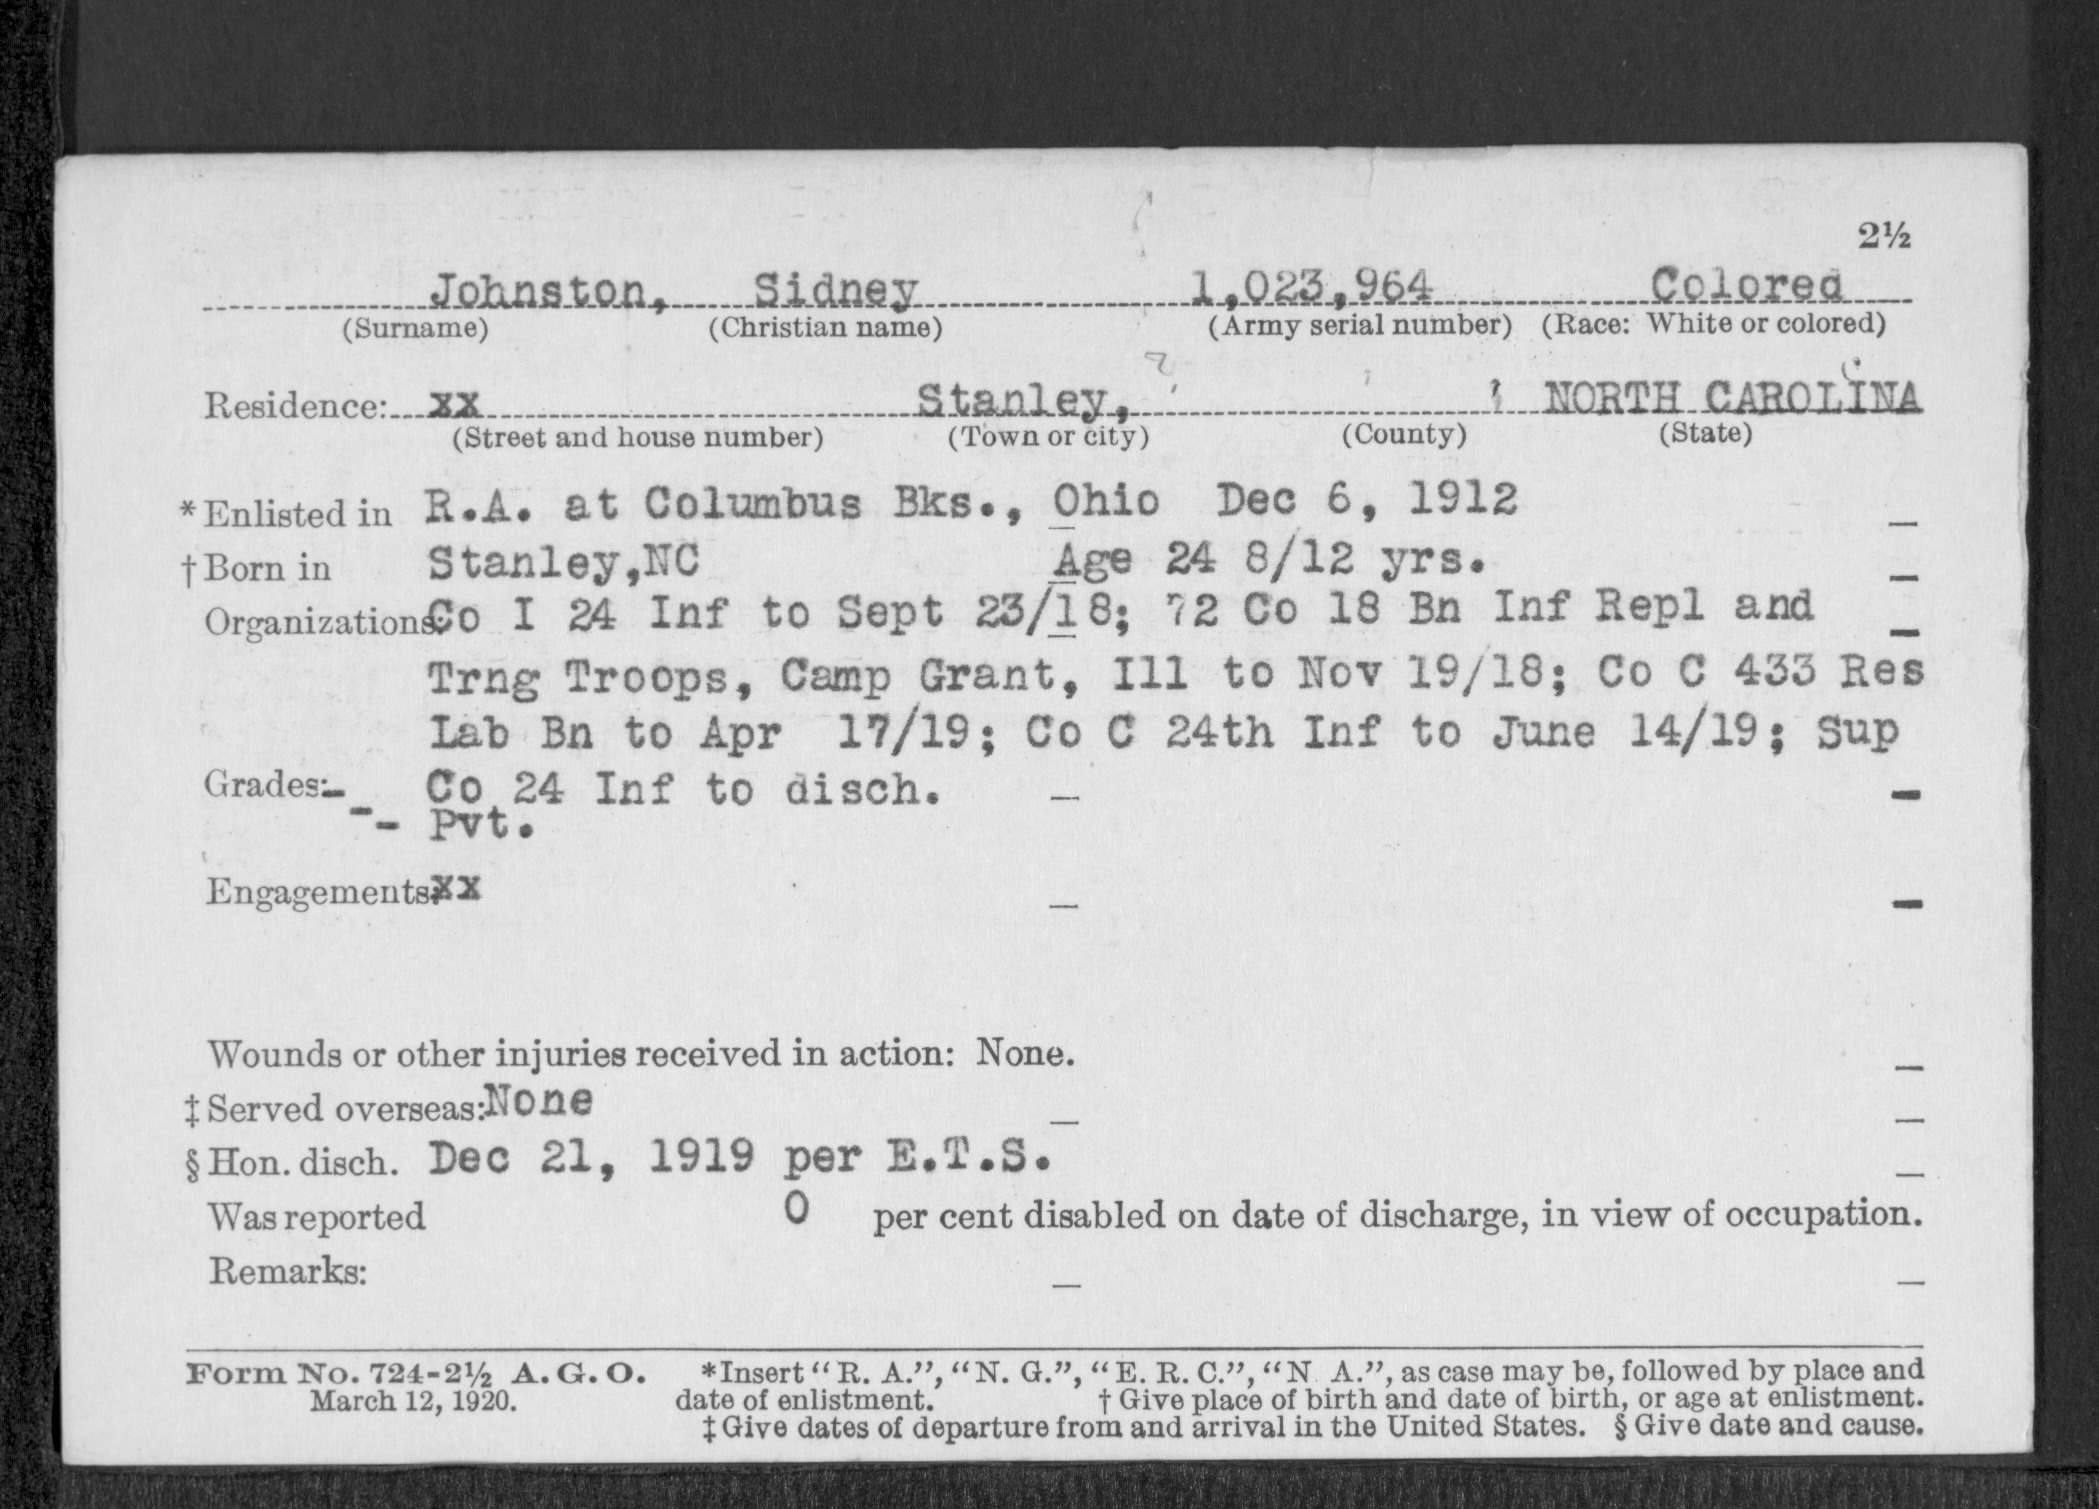 2½
Johnston, Sidney 1,023,964 Colored
(Surname) (Christian name) (Army serial number) (Race: White or colored)
Residence: xx Stanley, NORTH CAROLINA
(Street and house number) (Town or city) (County) (State)
* Enlisted in R.A. at Columbus Bks., Ohio Dec 6, 1912
† Born in Stanley,NC Age 24 8/12 yrs.
Organizations: Co I 24 Inf to Sept 23/18; 72 Co 18 Bn Inf Repl and
Trng Troops, Camp Grant, Ill to Nov 19/18; Co C 433 Res
Lab Bn to Apr 17/19; Co C 24th Inf to June 14/19; Sup
Grades: Co 24 Inf to disch.
Pvt.
Engagements: xx
Wounds or other injuries received in action: None.
‡ Served overseas: None
§ Hon. disch. Dec 21, 1919 per E.T.S.
Was reported 0 per cent disabled on date of discharge, in view of occupation.
Remarks:
Form No. 724-2½ A.G.O. *Insert "R. A.", "N. G.", "E. R. C.", "N A.", as case may be, followed by place and
March 12, 1920. date of enlistment. † Give place of birth and date of birth, or age at enlistment.
‡ Give dates of departure from and arrival in the United States. § Give date and cause.